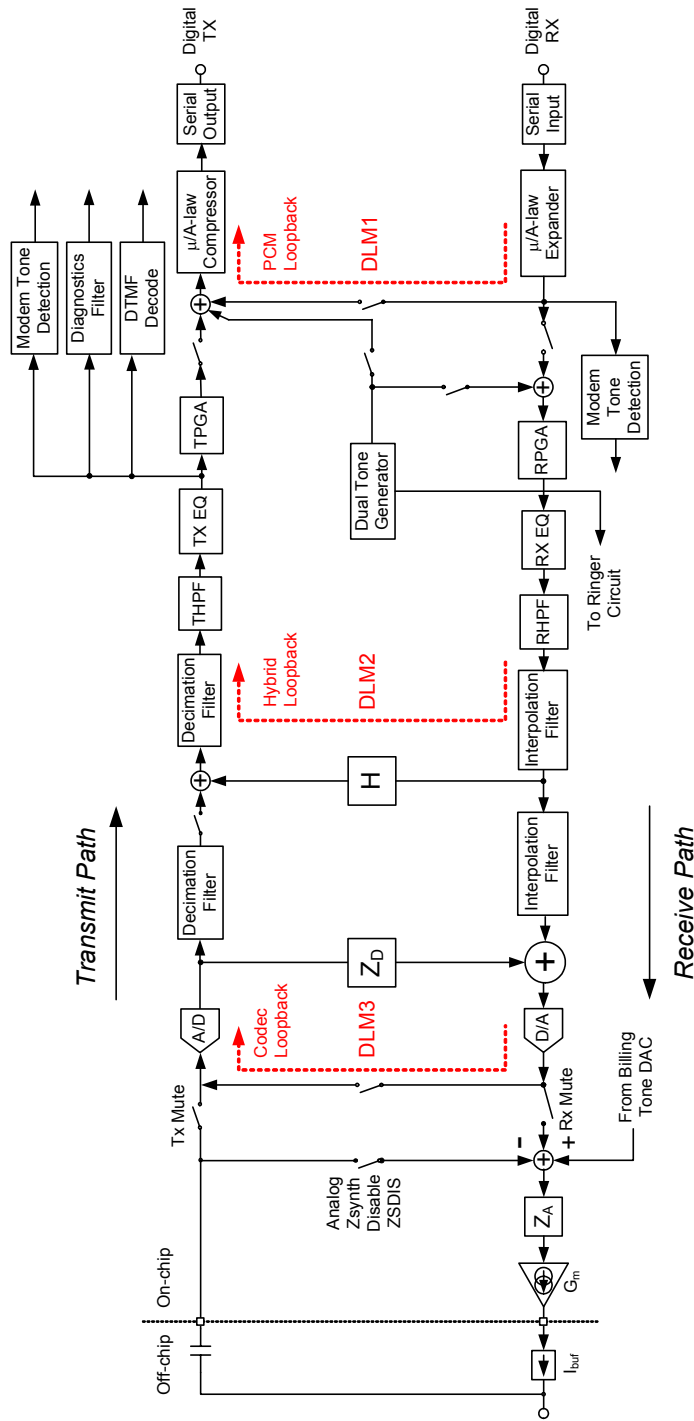 Off-chip
On-chip
Transmit Path
Tx Mute
A/D
Decimation
Filter
+
Decimation
Filter
THPF
TX EQ
TPGA
+
μ/A-law
Compressor
Serial
Output
Digital
TX
Modem Tone
Detection
Diagnostics
Filter
DTMF
Decode
Analog
Zsynth
Disable
ZSDIS
Codec
Loopback
DLM3
ZD
H
Hybrid
Loopback
DLM2
Dual Tone
Generator
PCM
Loopback
DLM1
Ibuf
Gm
ZA
-
+
+
Rx Mute
D/A
+
Interpolation
Filter
Interpolation
Filter
RHPF
RX EQ
RPGA
+
μ/A-law
Expander
Serial
Input
Digital
RX
From Billing
Tone DAC
To Ringer
Circuit
Modem
Tone
Detection
Receive Path